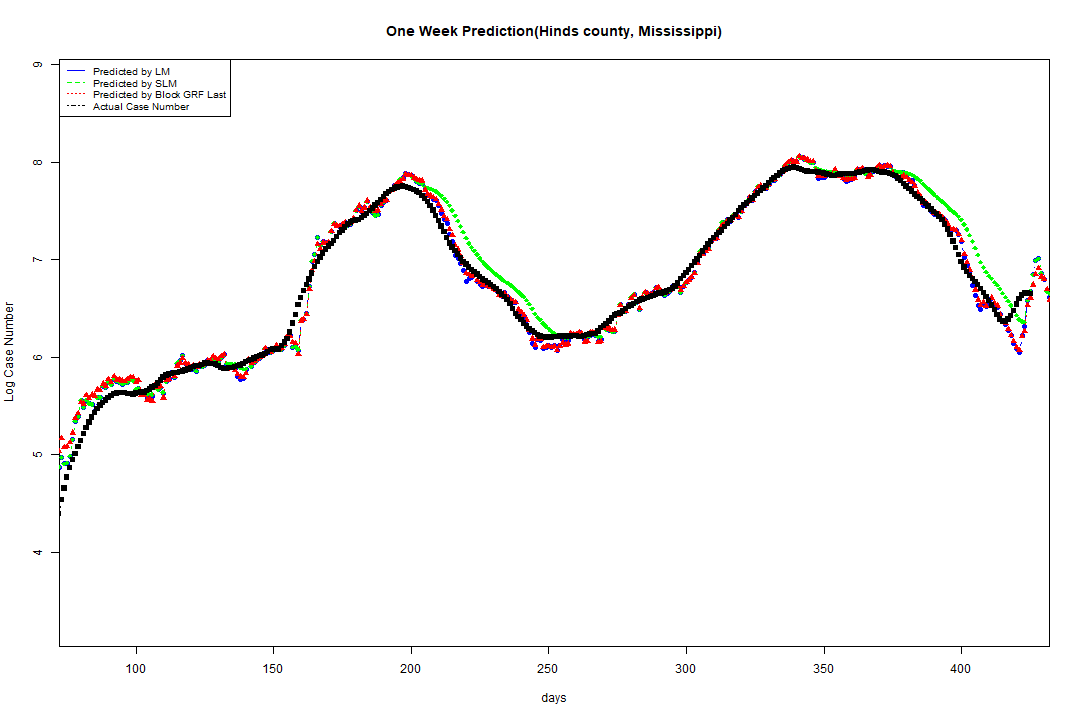 One Week Prediction(Hinds county, Mississippi)
Predicted by LM
Predicted by SLM
Predicted by Block GRF Last
Actual Case Number
9
8
7
6
5
4
Log Case Number
100 150 200 250 300 350 400
days